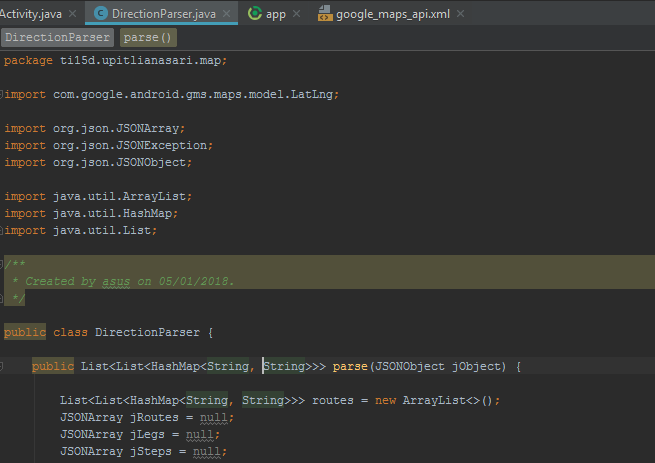 Activity.java
DirectionParser.java
app
google_maps_api.xml
DirectionParser
parse()
package ti15d.upitlianasari.map;
import com.google.android.gms.maps.model.LatLng;
import org.json.JSONArray;
import org.json.JSONException;
import org.json.JSONObject;
import java.util.ArrayList;
import java.util.HashMap;
import java.util.List;
/**
* Created by asus on 05/01/2018.
*/
public class DirectionParser {
public List<List<HashMap<String, String>>> parse(JSONObject jObject) {
List<List<HashMap<String, String>>> routes = new ArrayList<>();
JSONArray jRoutes = null;
JSONArray jLegs = null;
JSONArray jSteps = null;